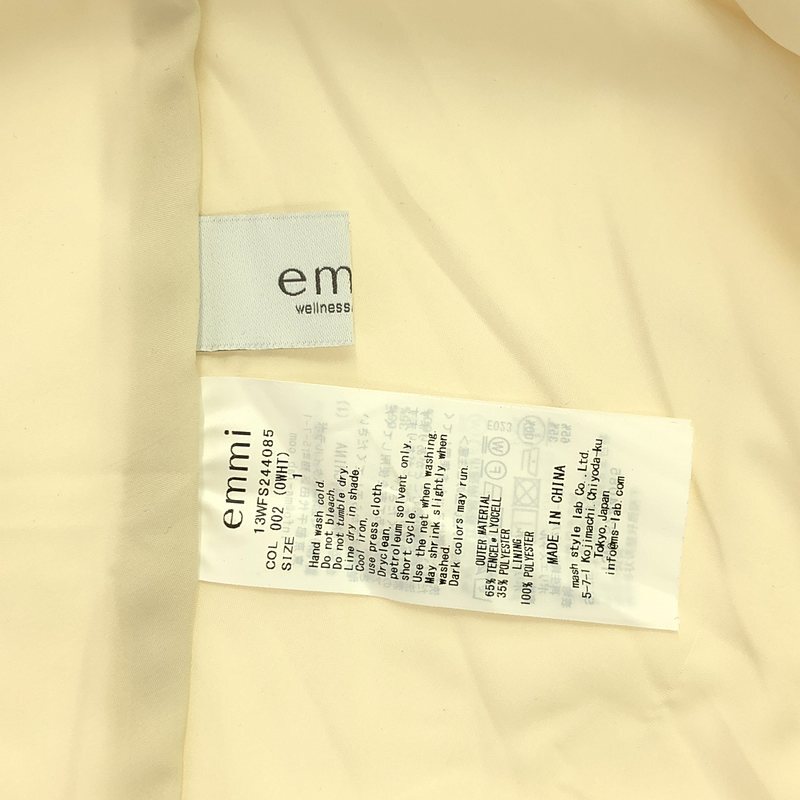 em
wellness
emmi
13WFS244085
COL 002 (OWHT)
SIZE 1
Hand wash cold.
Do not bleach.
Do not tumble dry.
Line dry in shade.
Cool iron,
use press cloth.
Dryclean,
petroleum solvent only,
short cycle.
Use the net when washing.
May shrink slightly when
washed.
Dark colors may run.
OUTER MATERIAL
65% TENCEL® LYOCELL
35% POLYESTER
LINING
100% POLYESTER
MADE IN CHINA
mash style lab Co.,Ltd.
5-7-1 Kojimachi,Chiyoda-ku
Tokyo,Japan
info@ms-lab.com